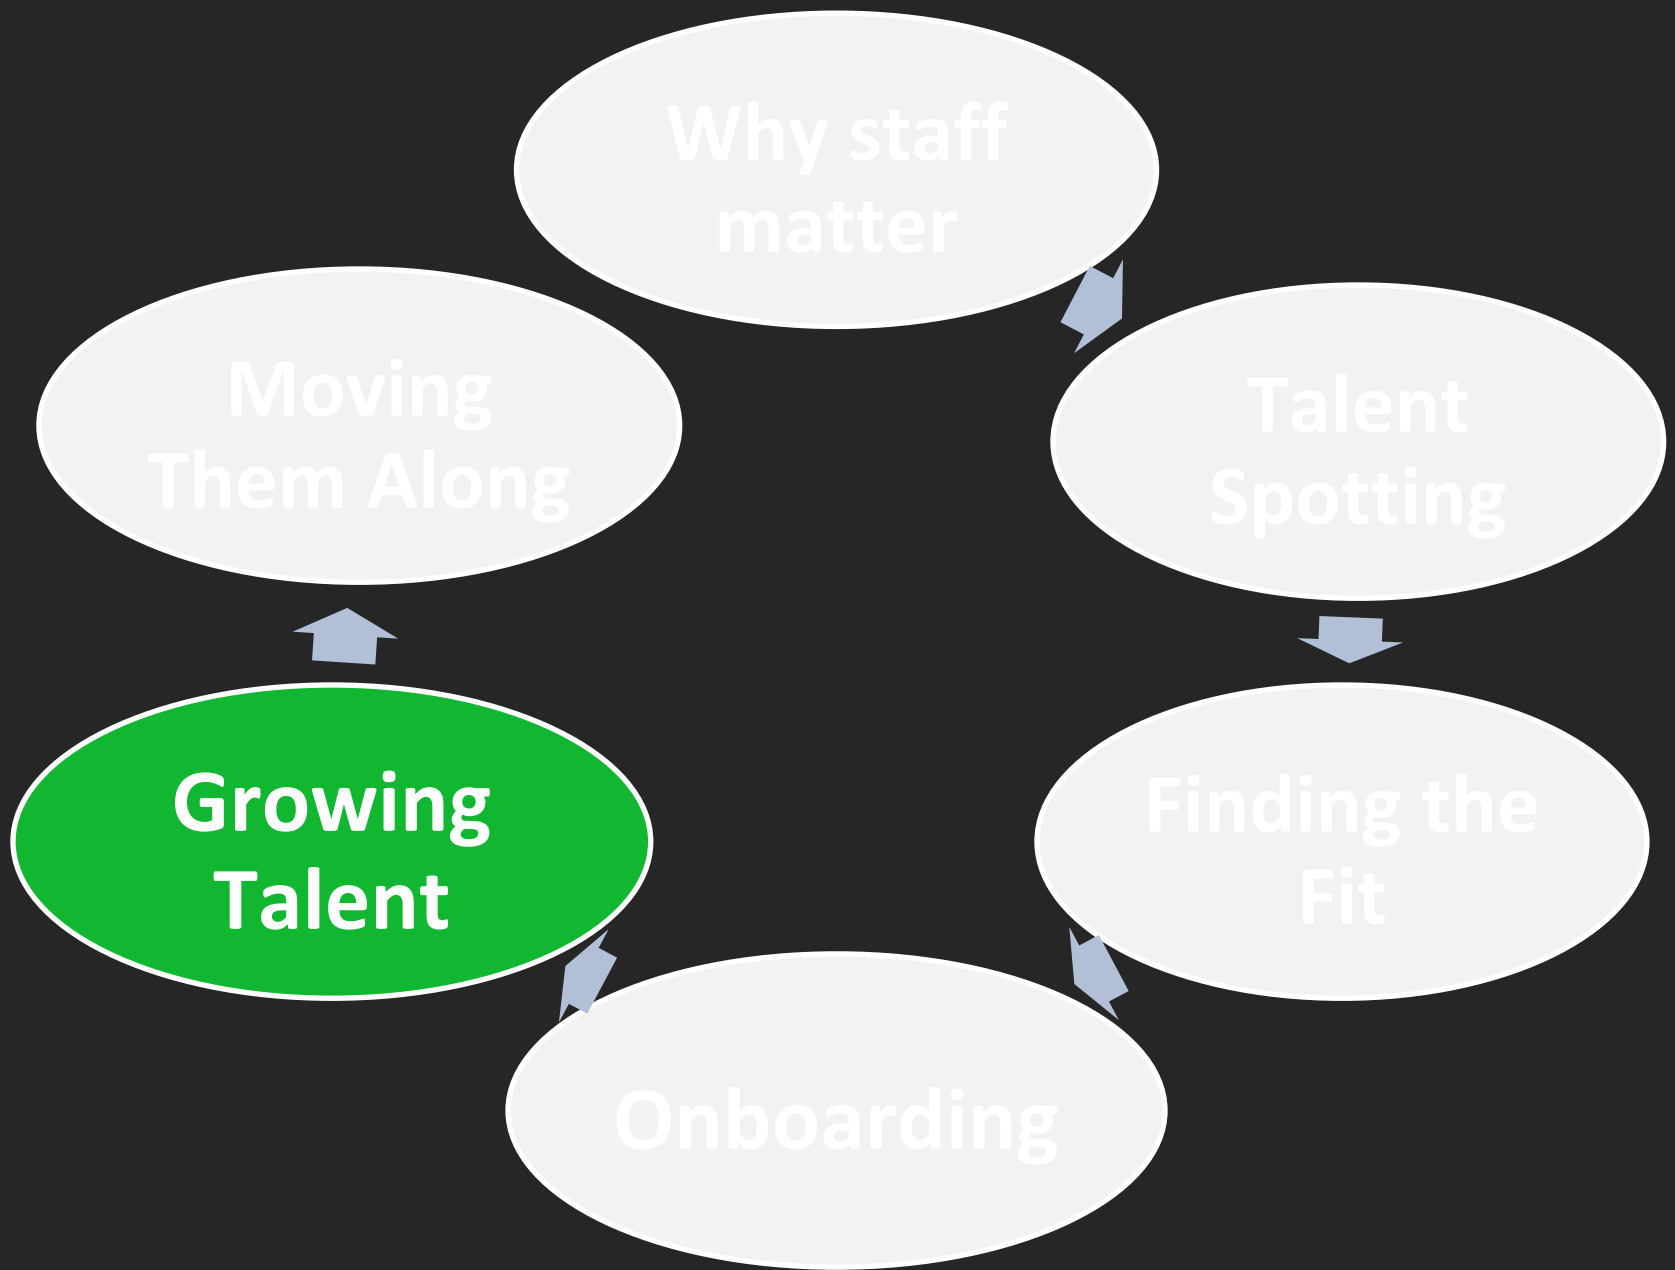 Why staff
matter
Talent
Spotting
Finding the
Fit
Onboarding
Growing
Talent
Moving
Them Along